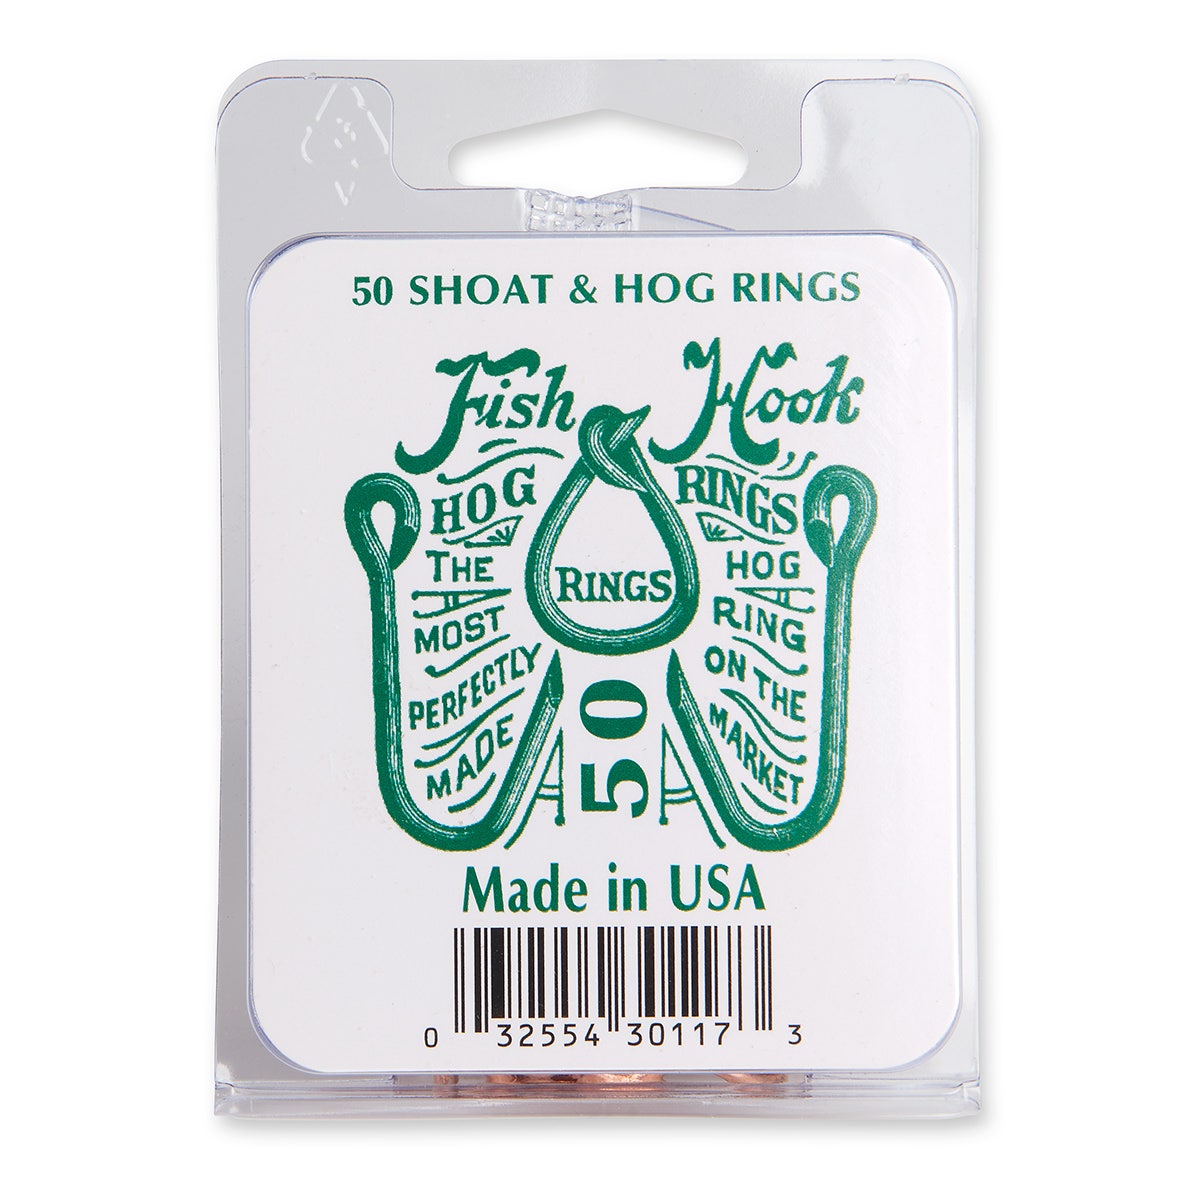 50 SHOAT & HOG RINGS
Fish Hook
HOG RINGS
THE
MOST
PERFECTLY
MADE
HOG
RING
ON THE
MARKET
RINGS
50
Made in USA
0 32554 30117 3